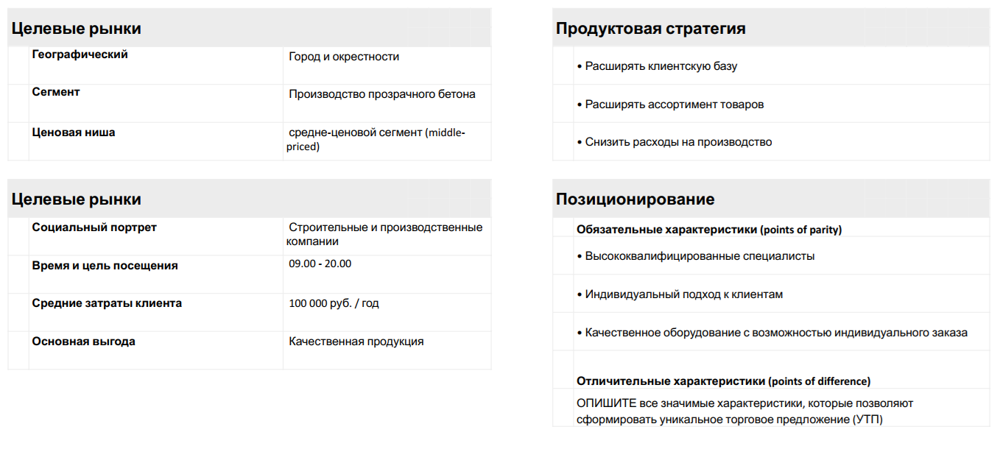 Целевые рынки
Географический
Город и окрестности
Сегмент
Производство прозрачного бетона
Ценовая ниша
средне-ценовой сегмент (middle-
priced)
Целевые рынки
Социальный портрет
Строительные и производственные
компании
Время и цель посещения
09.00 - 20.00
Средние затраты клиента
100 000 руб. / год
Основная выгода
Качественная продукция
Продуктовая стратегия
• Расширять клиентскую базу
• Расширять ассортимент товаров
• Снизить расходы на производство
Позиционирование
Обязательные характеристики (points of parity)
• Высококвалифицированные специалисты
• Индивидуальный подход к клиентам
• Качественное оборудование с возможностью индивидуального заказа
Отличительные характеристики (points of difference)
ОПИШИТЕ все значимые характеристики, которые позволяют
сформировать уникальное торговое предложение (УТП)